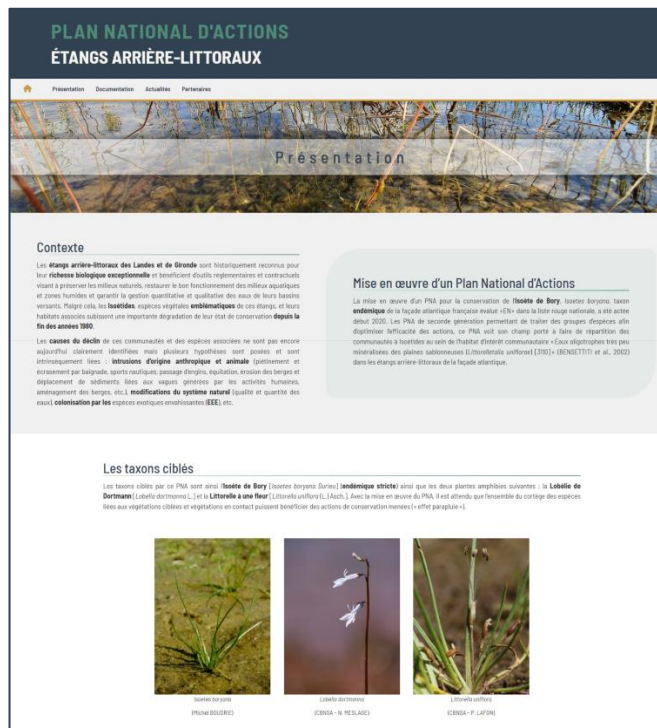 PLAN NATIONAL D'ACTIONS
ÉTANGS ARRIÈRE-LITTORAUX
Présentation Documentation Actualités Partenaires
Présentation
Contexte
Les étangs arrière-littoraux des Landes et de Gironde sont historiquement reconnus pour
leur richesse biologique exceptionnelle et bénéficient d'outils réglementaires et contractuels
visant à préserver les milieux naturels, restaurer le bon fonctionnement des milieux aquatiques
et zones humides et garantir la gestion quantitative et qualitative des eaux de leurs bassins
versants. Malgré cela, les Isoétides, espèces végétales emblématiques de ces étangs, et leurs
habitats associés subissent une importante dégradation de leur état de conservation depuis la
fin des années 1980.
Les causes du déclin de ces communautés et des espèces associées ne sont pas encore
aujourd'hui clairement identifiées mais plusieurs hypothèses sont posées et sont
intrinsèquement liées : intrusions d'origine anthropique et animale (piétinement et
écrasement par baignade, sports nautiques, passage d'engins, équitation, érosion des berges et
déplacement de sédiments liées aux vagues générées par les activités humaines,
aménagement des berges, etc.), modifications du système naturel (qualité et quantité des
eaux), colonisation par les espèces exotiques envahissantes (EEE), etc.
Mise en œuvre d'un Plan National d'Actions
La mise en œuvre d'un PNA pour la conservation de l'Isoète de Bory, Isoetes boryana, taxon
endémique de la façade atlantique française évalué «EN» dans la liste rouge nationale, a été actée
début 2020. Les PNA de seconde génération permettant de traiter des groupes d'espèces afin
d'optimiser l'efficacité des actions, ce PNA voit son champ porté à l'aire de répartition des
communautés à Isoétides au sein de l'habitat d'intérêt communautaire « Eaux oligotrophes très peu
minéralisées des plaines sablonneuses (Littorelletalia uniflorae) [3110] » (BENSETTITI et al., 2002)
dans les étangs arrière-littoraux de la façade atlantique.
Les taxons ciblés
Les taxons ciblés par ce PNA sont ainsi l'Isoète de Bory [Isoetes boryana Durieu] (endémique stricte) ainsi que les deux plantes amphibies suivantes : la Lobélie de
Dortmann [Lobelia dortmanna L.] et la Littorelle à une fleur [Littorella uniflora (L.) Asch.]. Avec la mise en œuvre du PNA, il est attendu que l'ensemble du cortège des espèces
liées aux végétations ciblées et végétations en contact puissent bénéficier des actions de conservation menées (« effet parapluie »).
Isoetes boryana
(Michel BOUDRIE)
Lobelia dortmanna
(CBNSA - N. MESLAGE)
Littorella uniflora
(CBNSA - P. LAFON)